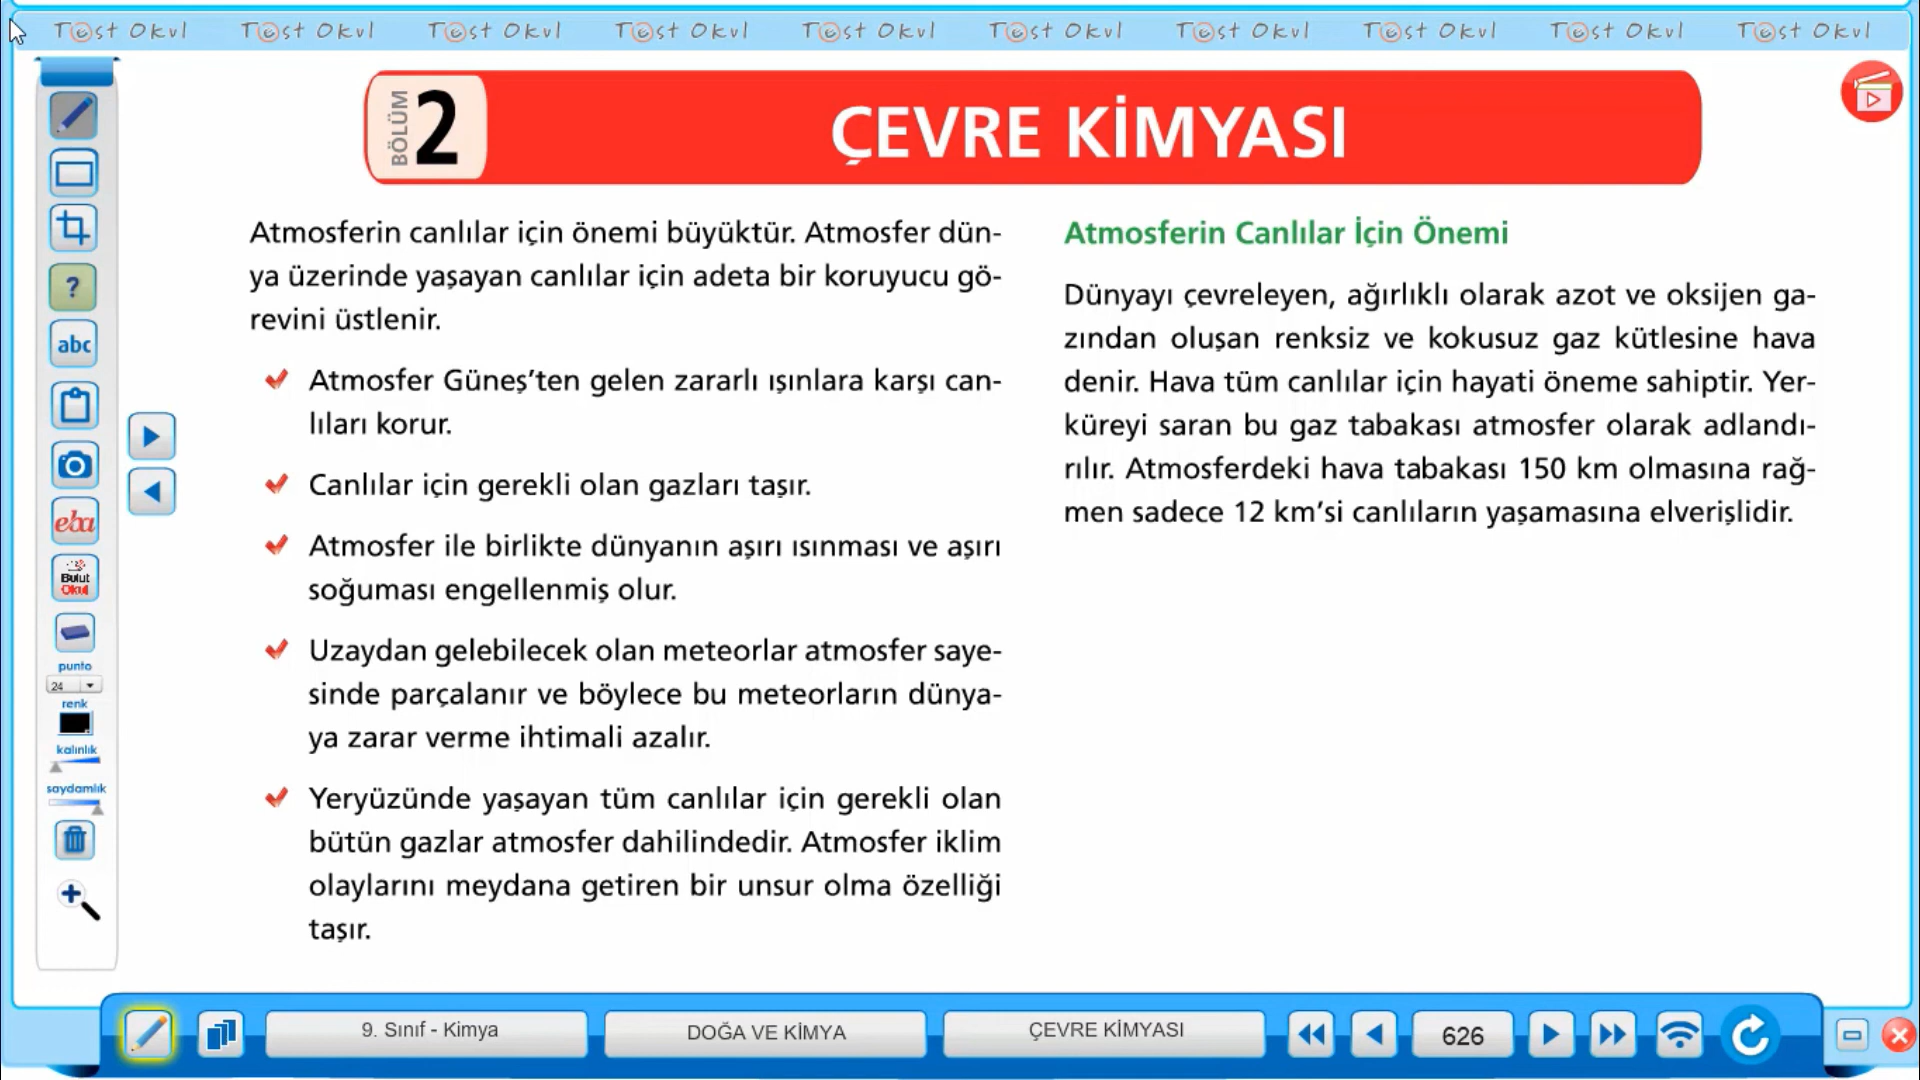 Test Okul Test Okul Test Okul Test Okul Test Okul Test Okul Test Okul Test Okul Test Okul Test Okul
BÖLÜM 2
ÇEVRE KİMYASI
Atmosferin canlılar için önemi büyüktür. Atmosfer dün-
ya üzerinde yaşayan canlılar için adeta bir koruyucu gö-
revini üstlenir.
Atmosfer Güneş’ten gelen zararlı ışınlara karşı can-
lıları korur.
Canlılar için gerekli olan gazları taşır.
Atmosfer ile birlikte dünyanın aşırı ısınması ve aşırı
soğuması engellenmiş olur.
Uzaydan gelebilecek olan meteorlar atmosfer saye-
sinde parçalanır ve böylece bu meteorların dünya-
ya zarar verme ihtimali azalır.
Yeryüzünde yaşayan tüm canlılar için gerekli olan
bütün gazlar atmosfer dahilindedir. Atmosfer iklim
olaylarını meydana getiren bir unsur olma özelliği
taşır.
Atmosferin Canlılar İçin Önemi
Dünyayı çevreleyen, ağırlıklı olarak azot ve oksijen ga-
zından oluşan renksiz ve kokusuz gaz kütlesine hava
denir. Hava tüm canlılar için hayati öneme sahiptir. Yer-
küreyi saran bu gaz tabakası atmosfer olarak adlandı-
rılır. Atmosferdeki hava tabakası 150 km olmasına rağ-
men sadece 12 km’si canlıların yaşamasına elverişlidir.
?
abc
eba
Bulut
Okul
punto
24
renk
kalınlık
saydamlık
9. Sınıf - Kimya
DOĞA VE KİMYA
ÇEVRE KİMYASI
626